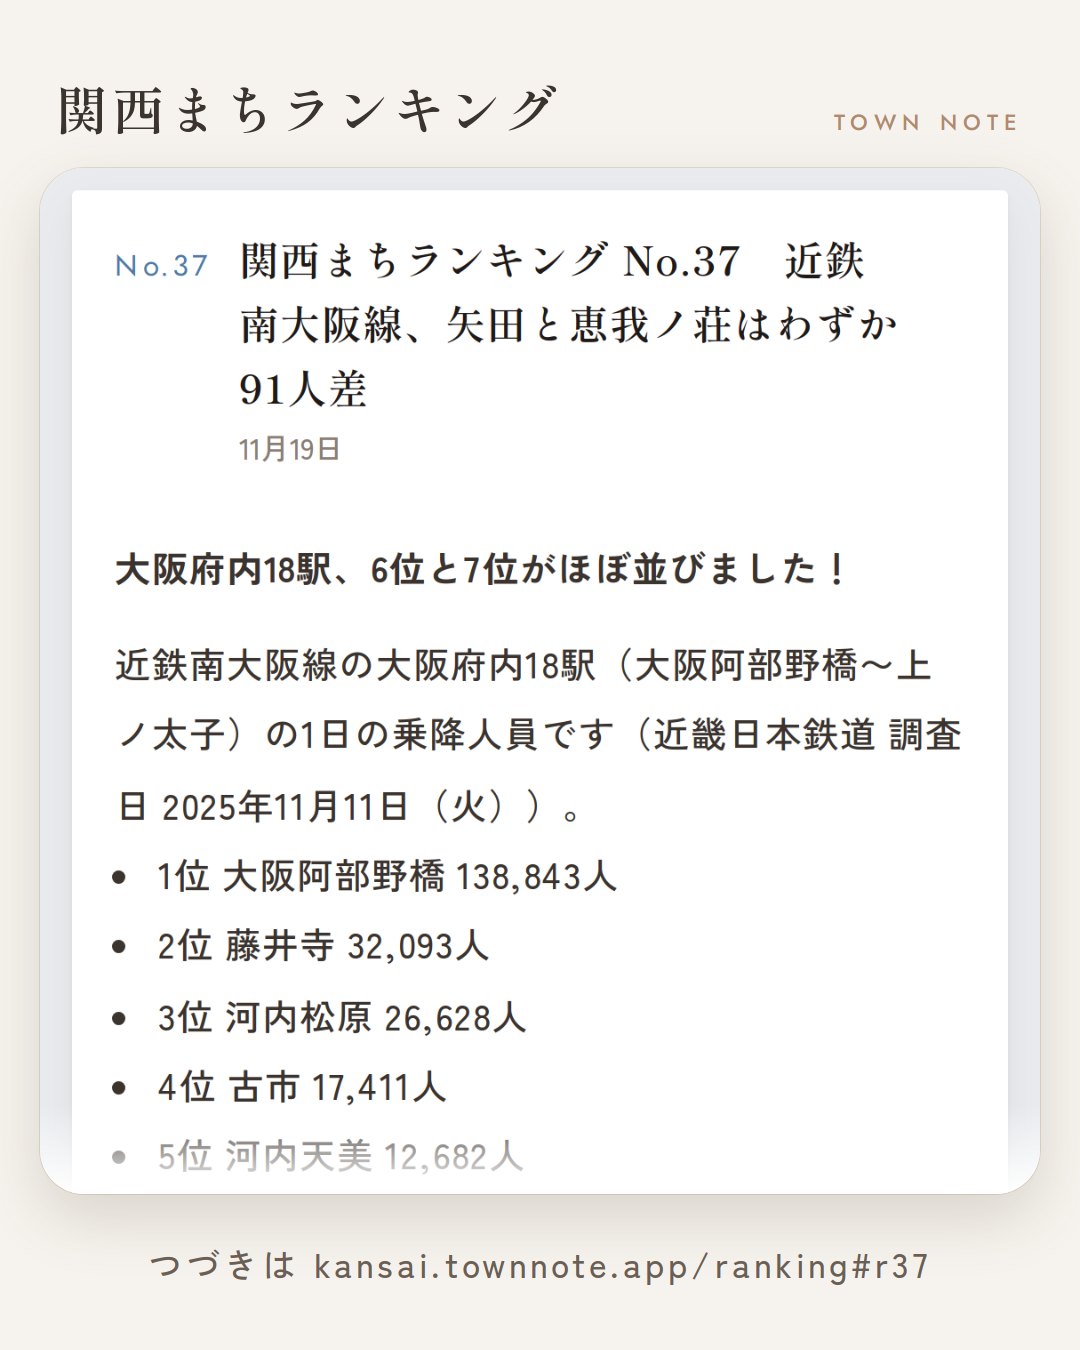 関西まちランキング
TOWN NOTE
No.37
関西まちランキング No.37　近鉄
南大阪線、矢田と恵我ノ荘はわずか
91人差
11月19日
大阪府内18駅、6位と7位がほぼ並びました！
近鉄南大阪線の大阪府内18駅（大阪阿部野橋〜上
ノ太子）の1日の乗降人員です（近畿日本鉄道 調査
日 2025年11月11日（火））。
• 1位 大阪阿部野橋 138,843人
• 2位 藤井寺 32,093人
• 3位 河内松原 26,628人
• 4位 古市 17,411人
• 5位 河内天美 12,682人
つづきは kansai.townnote.app/ranking#r37